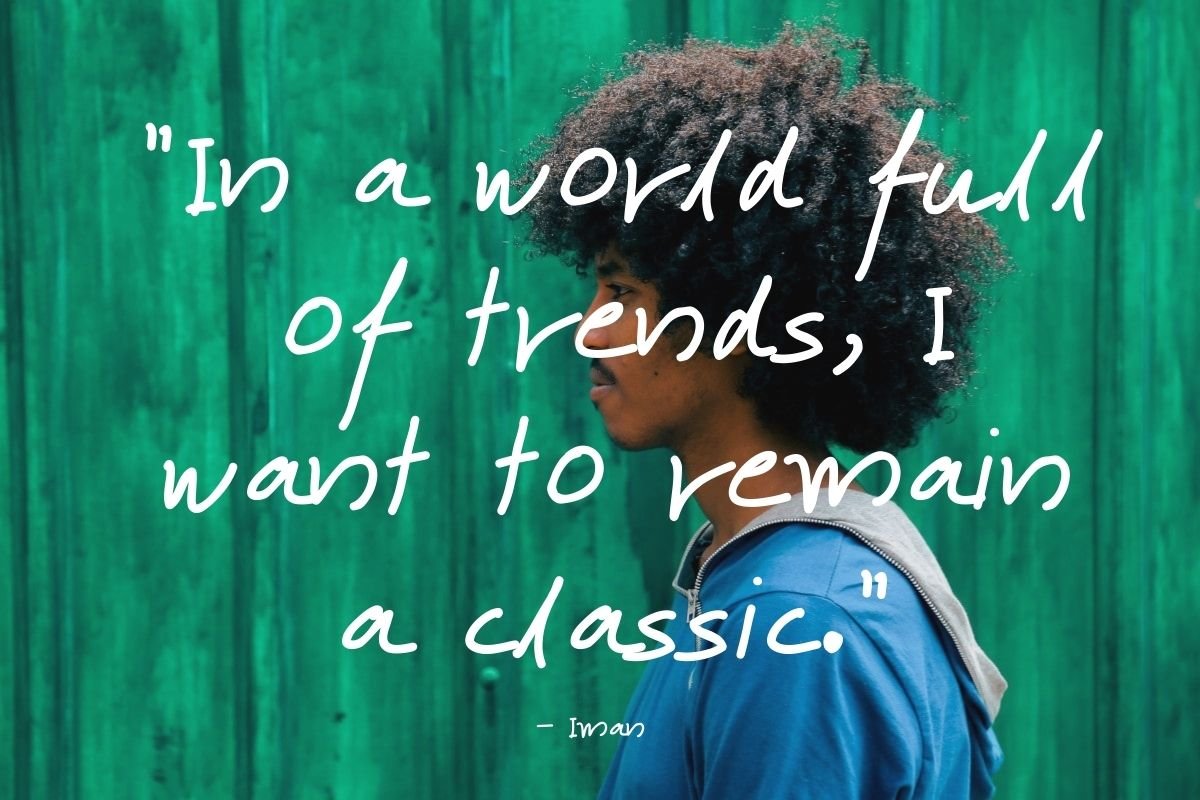 "In a world full
of trends, I
want to remain
a classic."
- Iman